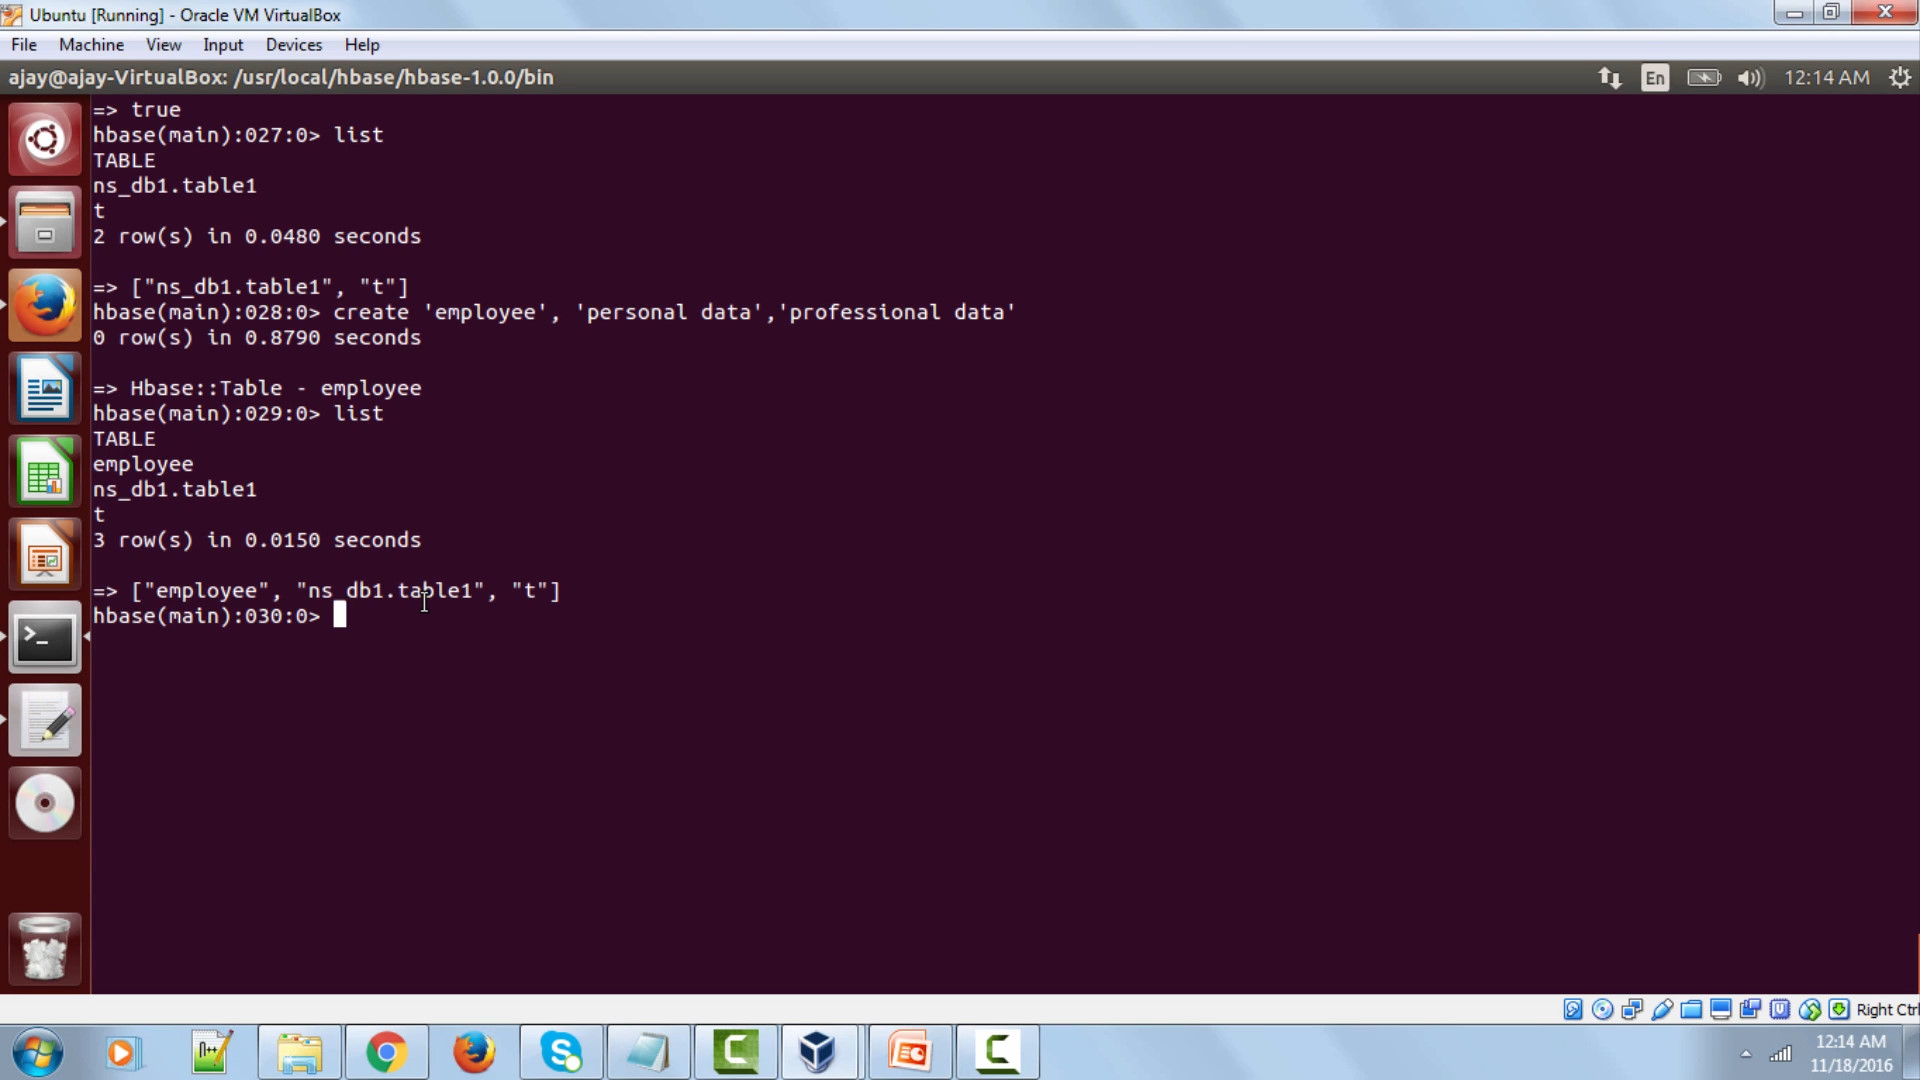 Ubuntu [Running] - Oracle VM VirtualBox
File Machine View Input Devices Help
ajay@ajay-VirtualBox: /usr/local/hbase/hbase-1.0.0/bin En 12:14 AM
=> true
hbase(main):027:0> list
TABLE
ns_db1.table1
t
2 row(s) in 0.0480 seconds
=> ["ns_db1.table1", "t"]
hbase(main):028:0> create 'employee', 'personal data','professional data'
0 row(s) in 0.8790 seconds
=> Hbase::Table - employee
hbase(main):029:0> list
TABLE
employee
ns_db1.table1
t
3 row(s) in 0.0150 seconds
=> ["employee", "ns_db1.table1", "t"]
hbase(main):030:0>
Right Ctrl
12:14 AM
11/18/2016